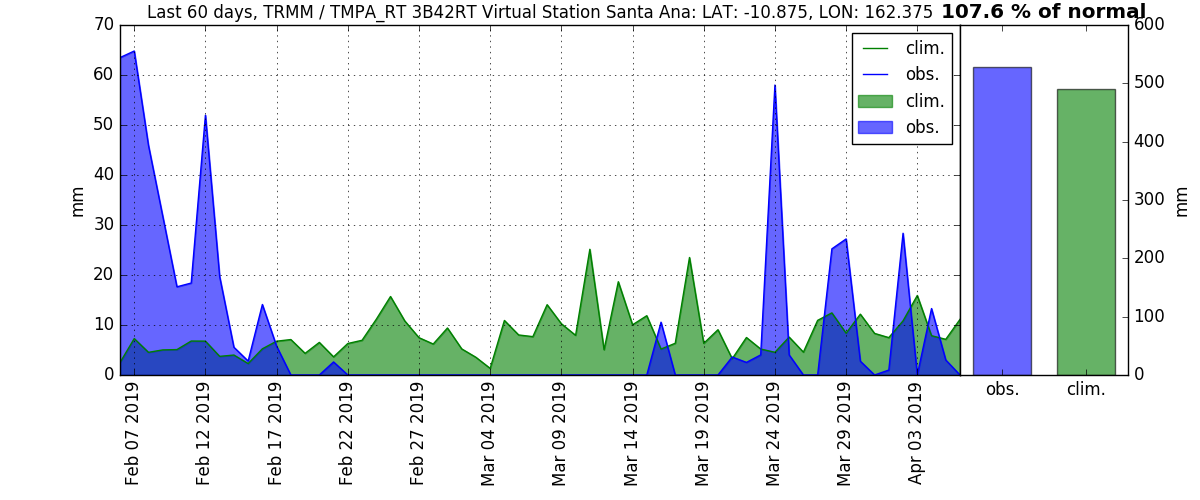 Last 60 days, TRMM / TMPA_RT 3B42RT Virtual Station Santa Ana: LAT: -10.875, LON: 162.375 107.6 % of normal
70
60
50
40
30
20
10
0
mm
clim.
obs.
clim.
obs.
600
500
400
300
200
100
0
mm
obs. clim.
Feb 07 2019
Feb 12 2019
Feb 17 2019
Feb 22 2019
Feb 27 2019
Mar 04 2019
Mar 09 2019
Mar 14 2019
Mar 19 2019
Mar 24 2019
Mar 29 2019
Apr 03 2019